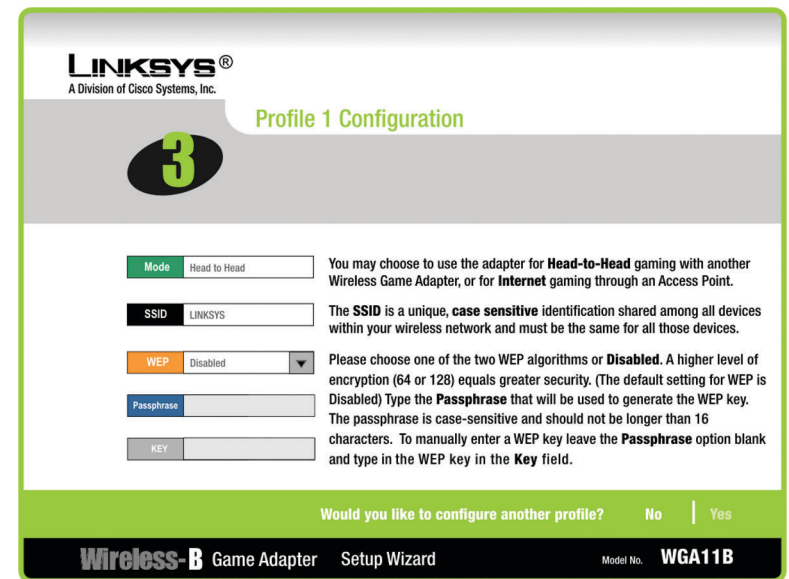 LINKSYS®
A Division of Cisco Systems, Inc.
Profile 1 Configuration
3
Mode Head to Head
You may choose to use the adapter for Head-to-Head gaming with another
Wireless Game Adapter, or for Internet gaming through an Access Point.
SSID LINKSYS
The SSID is a unique, case sensitive identification shared among all devices
within your wireless network and must be the same for all those devices.
WEP Disabled
Please choose one of the two WEP algorithms or Disabled. A higher level of
encryption (64 or 128) equals greater security. (The default setting for WEP is
Disabled) Type the Passphrase that will be used to generate the WEP key.
The passphrase is case-sensitive and should not be longer than 16
characters. To manually enter a WEP key leave the Passphrase option blank
and type in the WEP key in the Key field.
Passphrase
KEY
Would you like to configure another profile? No Yes
Wireless-B Game Adapter Setup Wizard Model No. WGA11B